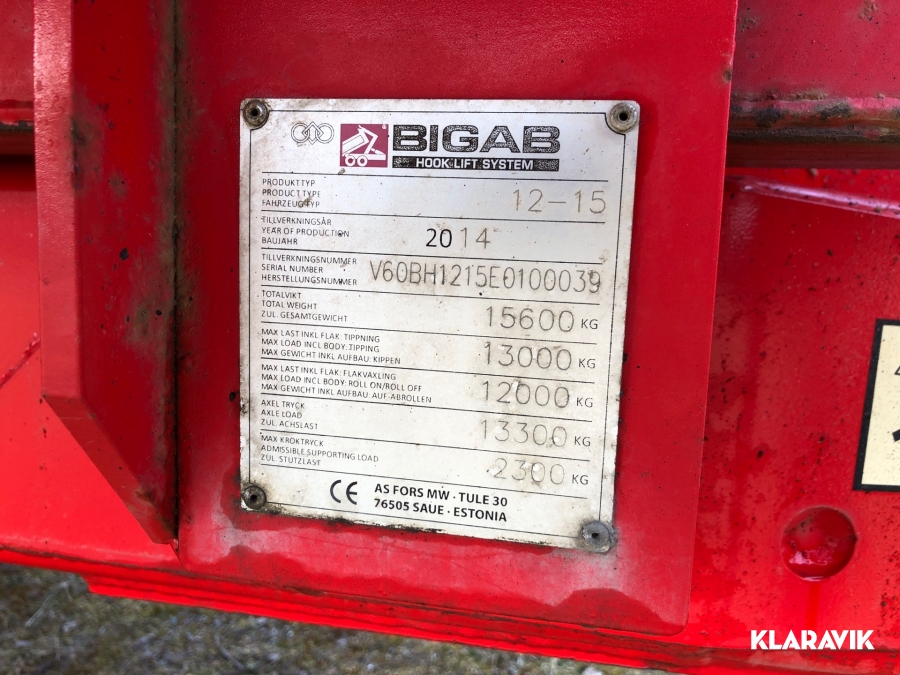 BIGAB
HOOK LIFT SYSTEM
PRODUKTTYP
PRODUCT TYPE
FAHRZEUGTYP
12-15
TILLVERKNINGSÅR
YEAR OF PRODUCTION
BAUJAHR
2014
TILLVERKNINGSNUMMER
SERIAL NUMBER
HERSTELLUNGSNUMMER
V60BH1215E0100039
TOTALVIKT
TOTAL WEIGHT
ZUL. GESAMTGEWICHT
15600 KG
MAX LAST INKL FLAK: TIPPNING
MAX LOAD INCL BODY: TIPPING
MAX GEWICHT INKL AUFBAU: KIPPEN
13000 KG
MAX LAST INKL FLAK: FLAKVÄXLING
MAX LOAD INCL BODY: ROLL ON/ROLL OFF
MAX GEWICHT INKL AUFBAU: AUF-ABROLLEN
12000 KG
AXEL TRYCK
AXLE LOAD
ZUL. ACHSLAST
13300 KG
MAX KROKTRYCK
ADMISSIBLE SUPPORTING LOAD
ZUL. STÜTZLAST
2300 KG
CE
AS FORS MW · TULE 30
76505 SAUE · ESTONIA
KLARAVIK